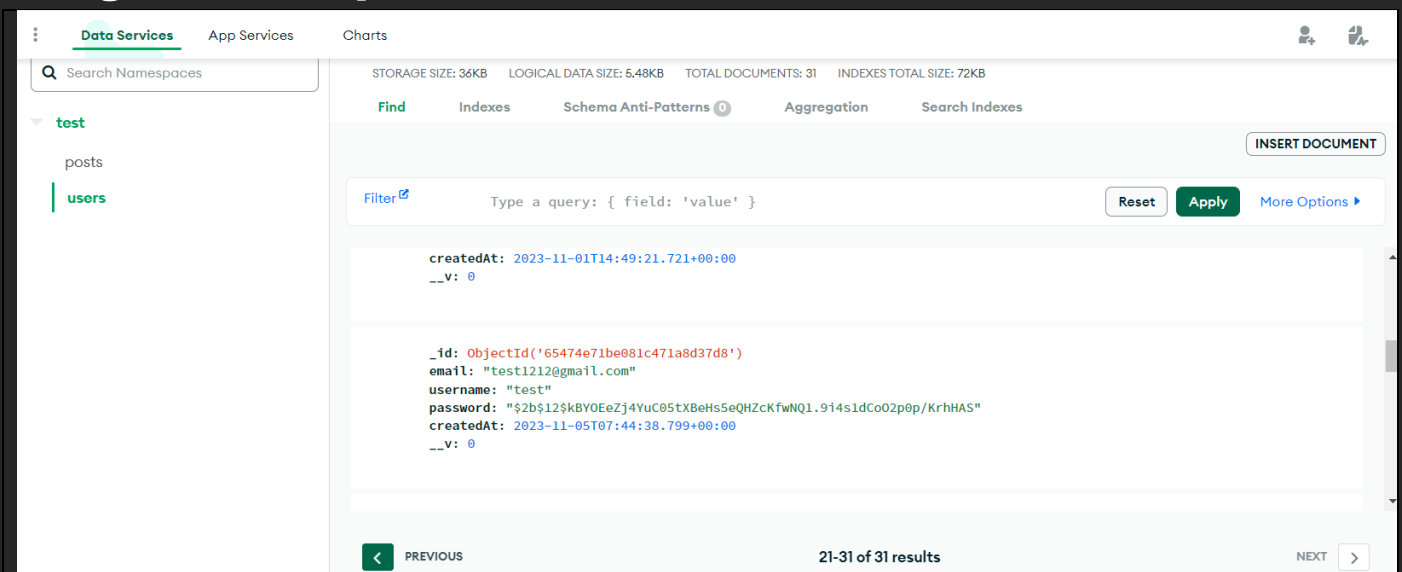 Data Services App Services Charts
Search Namespaces
test
posts
users
STORAGE SIZE: 36KB LOGICAL DATA SIZE: 5.48KB TOTAL DOCUMENTS: 31 INDEXES TOTAL SIZE: 72KB
Find Indexes Schema Anti-Patterns 0 Aggregation Search Indexes
INSERT DOCUMENT
Filter Type a query: { field: 'value' } Reset Apply More Options
createdAt: 2023-11-01T14:49:21.721+00:00
__v: 0
_id: ObjectId('65474e71be081c471a8d37d8')
email: "test1212@gmail.com"
username: "test"
password: "$2b$12$kBYOEeZj4YuC05tXBeHs5eQHZcKfwNQ1.9i4s1dCoO2p0p/KrhHAS"
createdAt: 2023-11-05T07:44:38.799+00:00
__v: 0
PREVIOUS 21-31 of 31 results NEXT